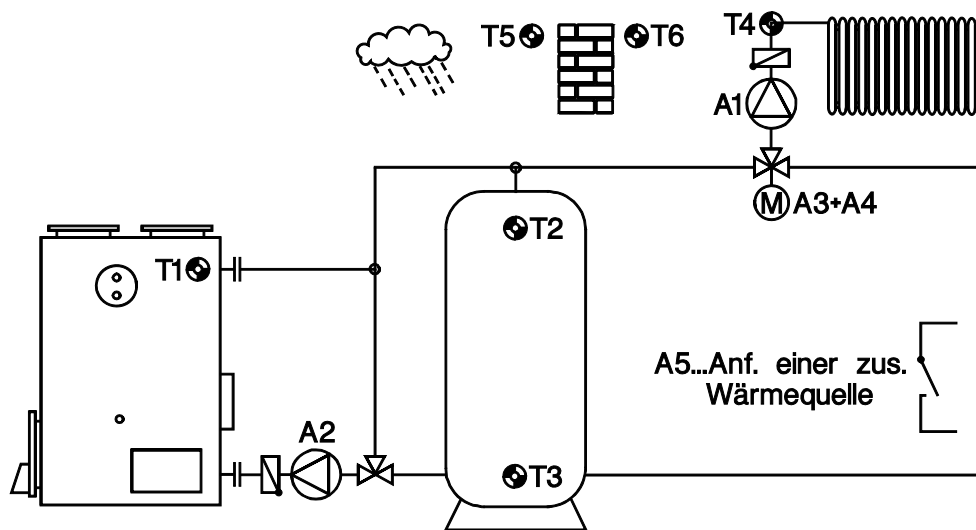 T5
T6
T4
A1
M
A3+A4
T2
T1
A5...Anf. einer zus.
Wärmequelle
A2
T3